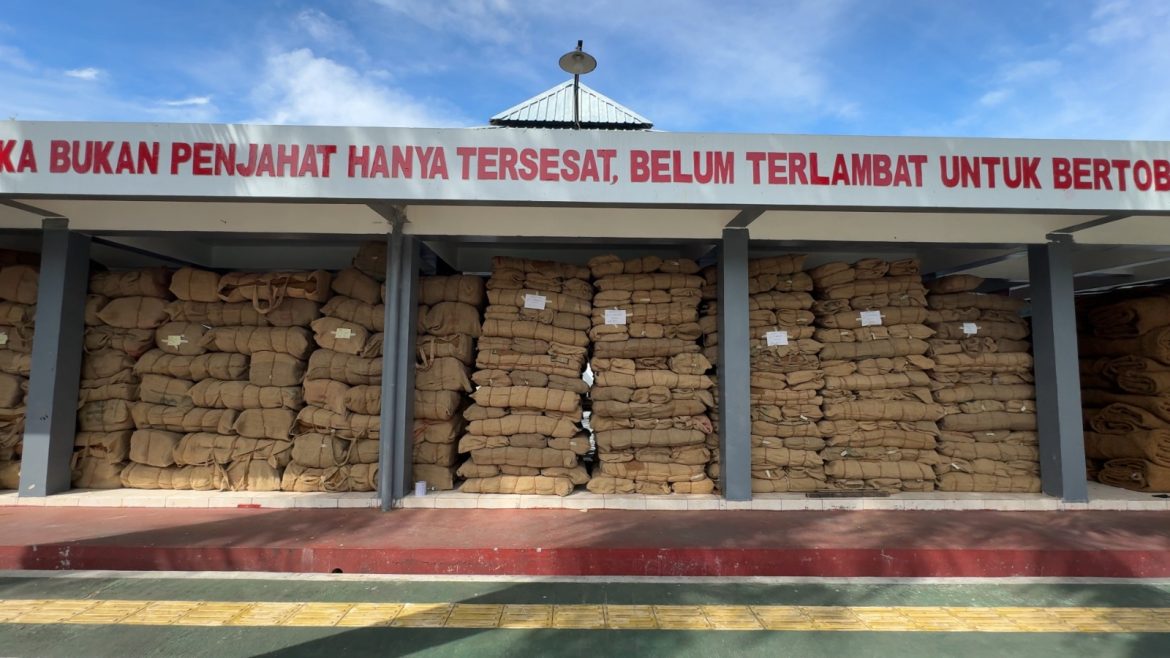 KA BUKAN PENJAHAT HANYA TERSESAT, BELUM TERLAMBAT UNTUK BERTOB